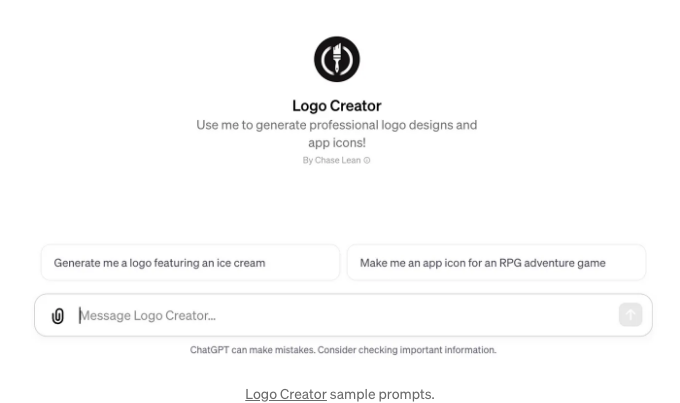 Logo Creator
Use me to generate professional logo designs and
app icons!
By Chase Lean
Generate me a logo featuring an ice cream
Make me an app icon for an RPG adventure game
Message Logo Creator...
ChatGPT can make mistakes. Consider checking important information.
Logo Creator sample prompts.